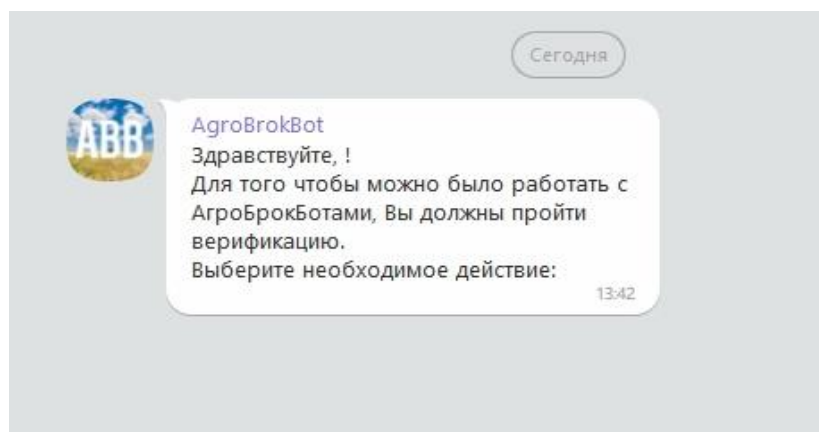 Сегодня
ABB
AgroBrokBot
Здравствуйте, !
Для того чтобы можно было работать с
АгроБрокБотами, Вы должны пройти
верификацию.
Выберите необходимое действие:
13:42